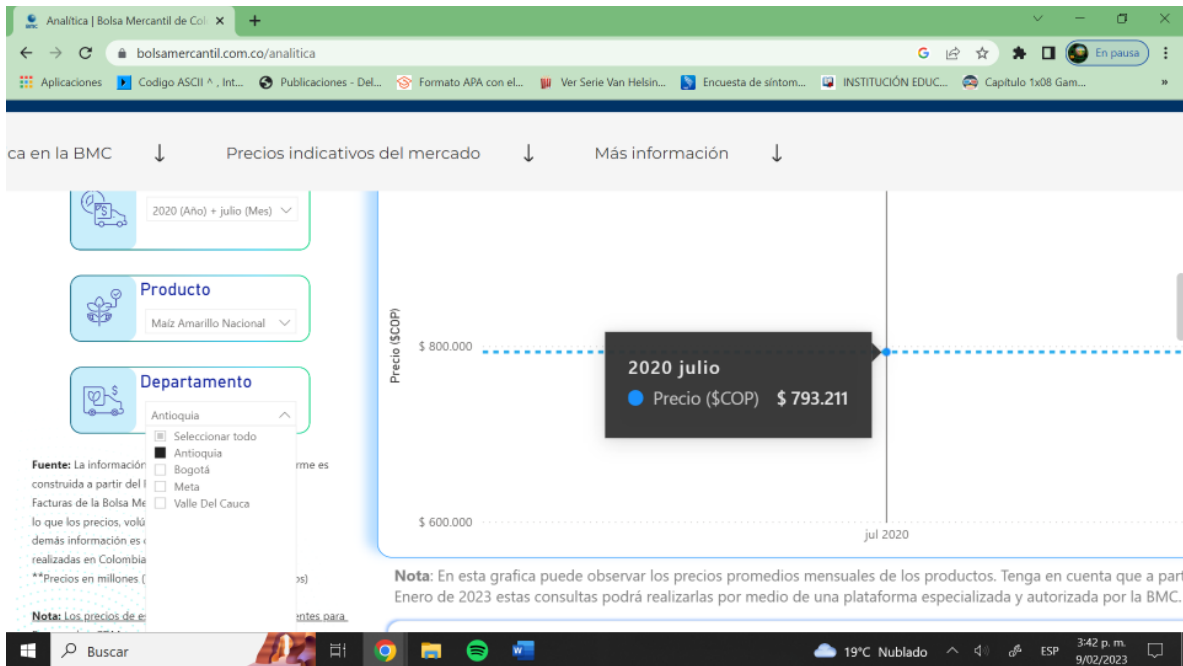 Analítica | Bolsa Mercantil de Col
bolsamercantil.com.co/analitica
En pausa
Aplicaciones
Codigo ASCII ^ , Int...
Publicaciones - Del...
Formato APA con el...
Ver Serie Van Helsin...
Encuesta de síntom...
INSTITUCIÓN EDUC...
Capítulo 1x08 Gam...
»
ca en la BMC ↓
Precios indicativos del mercado ↓
Más información ↓
2020 (Año) + julio (Mes)
Producto
Maíz Amarillo Nacional
Departamento
Antioquia
Seleccionar todo
Antioquia
Bogotá
Meta
Valle Del Cauca
Fuente: La información
rme es
construida a partir del
Facturas de la Bolsa Me
lo que los precios, volú
demás información es
realizadas en Colombia
**Precios en millones (
os)
Nota: Los precios de es
entes para
Precio ($COP)
$ 800.000
2020 julio
Precio ($COP) $ 793.211
$ 600.000
jul 2020
Nota: En esta grafica puede observar los precios promedios mensuales de los productos. Tenga en cuenta que a part
Enero de 2023 estas consultas podrá realizarlas por medio de una plataforma especializada y autorizada por la BMC.
Buscar
19°C Nublado
ESP
3:42 p. m.
9/02/2023